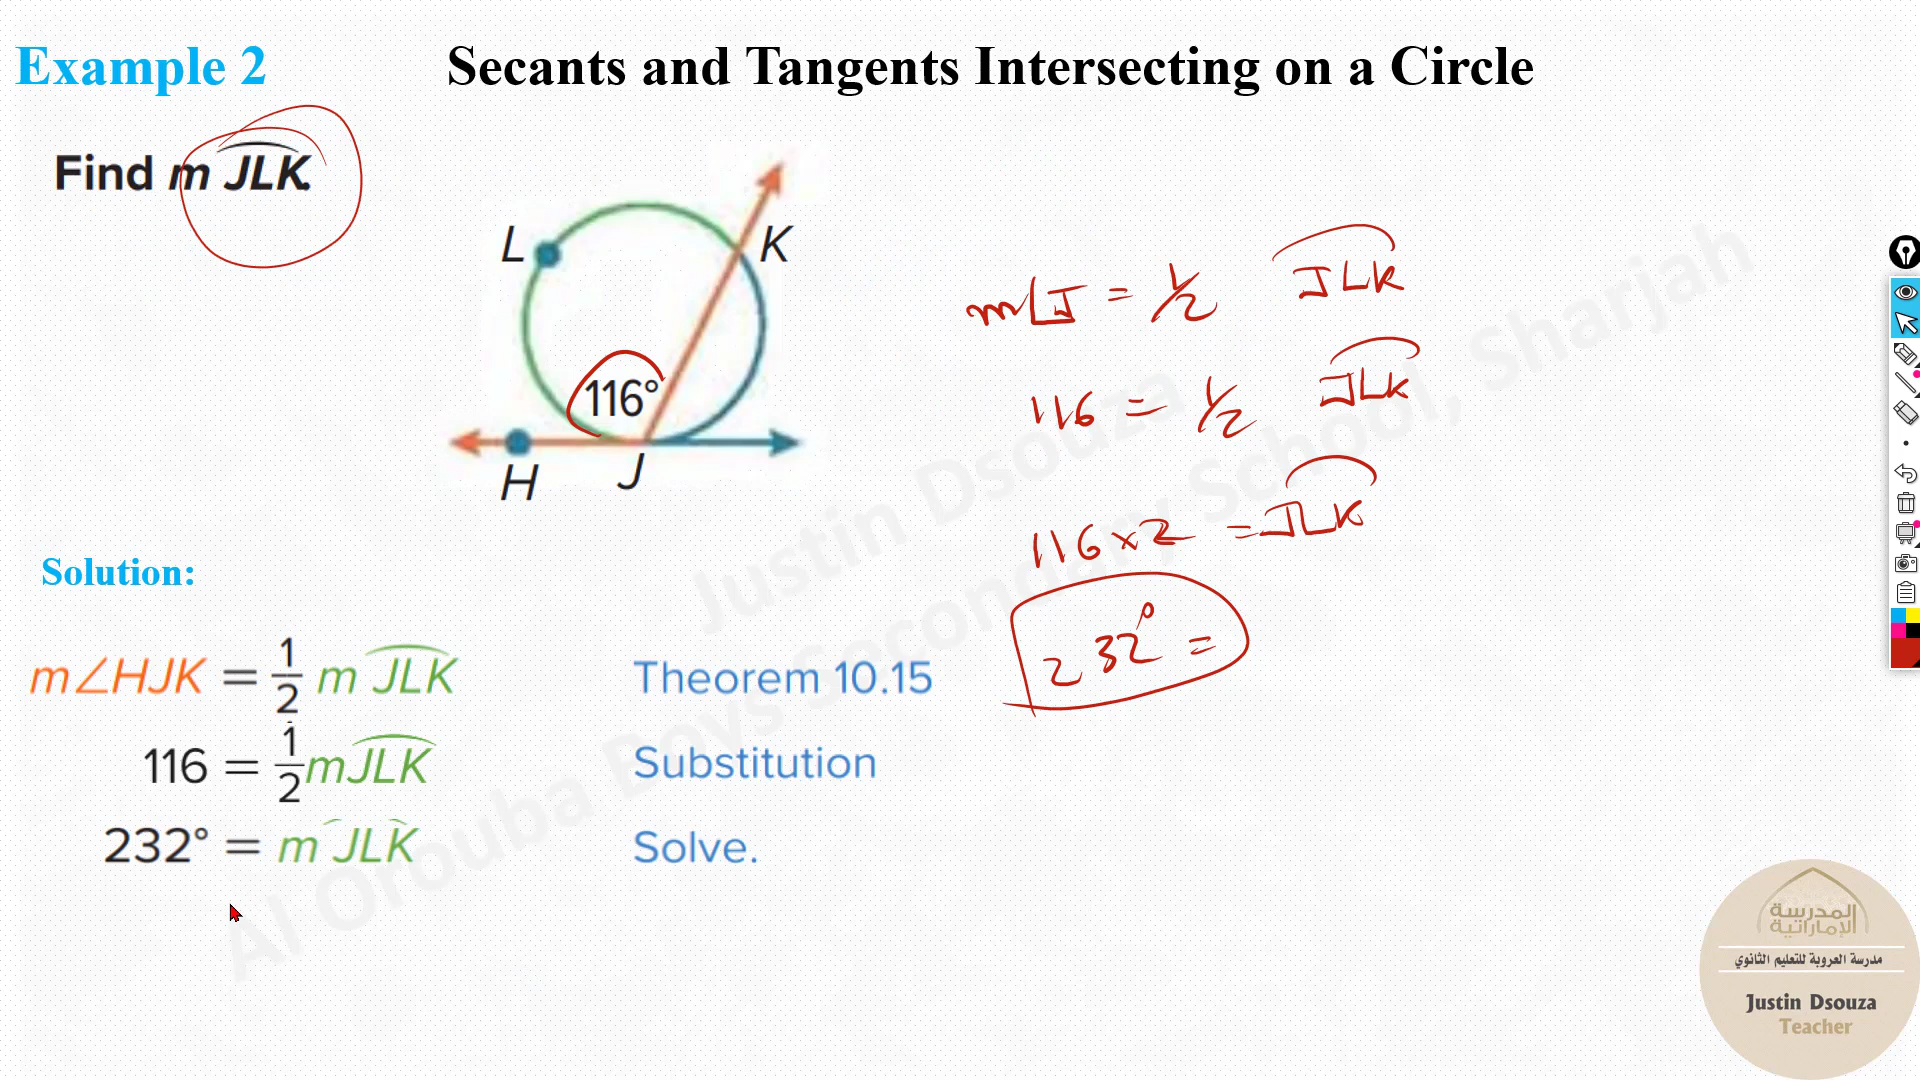 Example 2
Secants and Tangents Intersecting on a Circle
Find m JLK.
L
K
116°
H
J
m∠J = 1/2 JLK
116 = 1/2 JLK
116 × 2 = JLK
232° =
Solution:
m∠HJK = 1/2 m JLK
Theorem 10.15
116 = 1/2 mJLK
Substitution
232° = m JLK
Solve.
Justin Dsouza
Al Orouba Boys Secondary School, Sharjah
المدرسة
الإماراتية
مدرسة العروبة للتعليم الثانوي
Justin Dsouza
Teacher